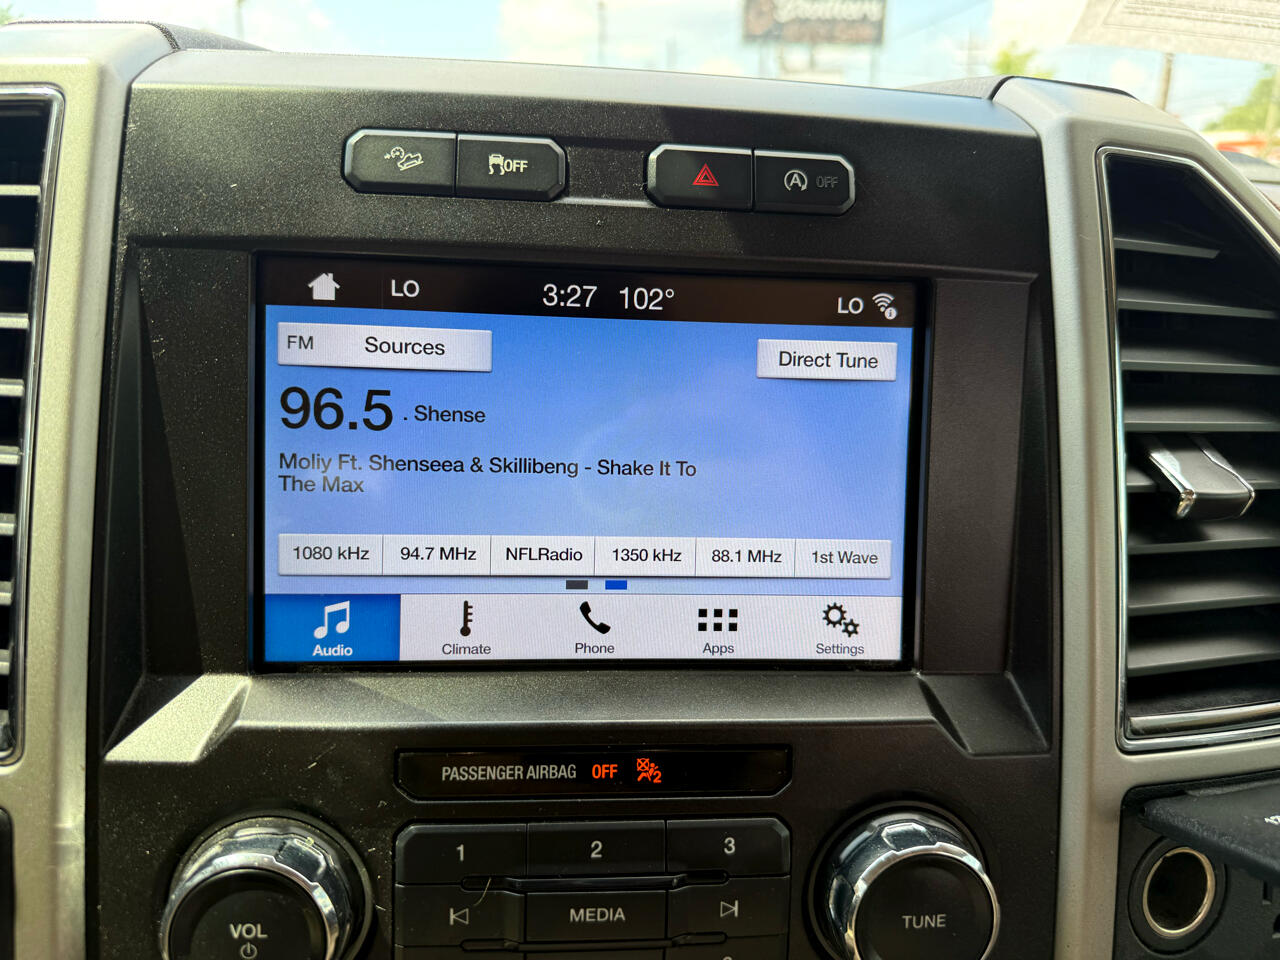 OFF
OFF
LO 3:27 102° LO
FM Sources Direct Tune
96.5 . Shense
Moliy Ft. Shenseea & Skillibeng - Shake It To
The Max
1080 kHz 94.7 MHz NFLRadio 1350 kHz 88.1 MHz 1st Wave
Audio Climate Phone Apps Settings
PASSENGER AIRBAG OFF 2
1 2 3
VOL MEDIA TUNE